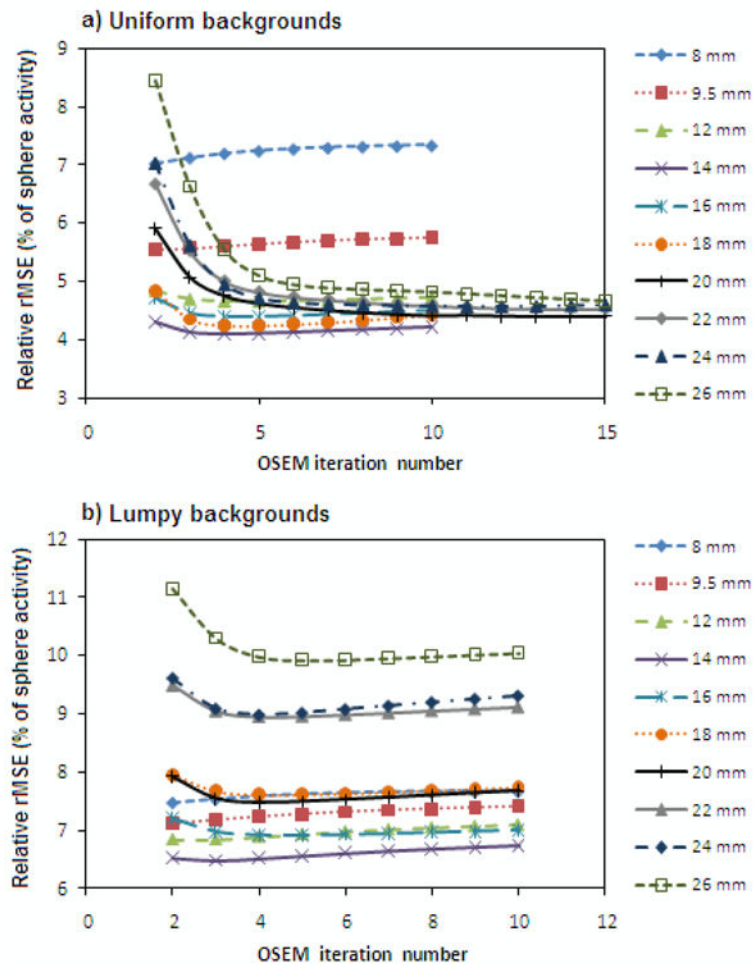 a) Uniform backgrounds
9
8
7
6
5
4
3
Relative rMSE (% of sphere activity)
0
5
10
15
OSEM iteration number
8 mm
9.5 mm
12 mm
14 mm
16 mm
18 mm
20 mm
22 mm
24 mm
26 mm
b) Lumpy backgrounds
12
11
10
9
8
7
6
Relative rMSE (% of sphere activity)
0
2
4
6
8
10
12
OSEM iteration number
8 mm
9.5 mm
12 mm
14 mm
16 mm
18 mm
20 mm
22 mm
24 mm
26 mm